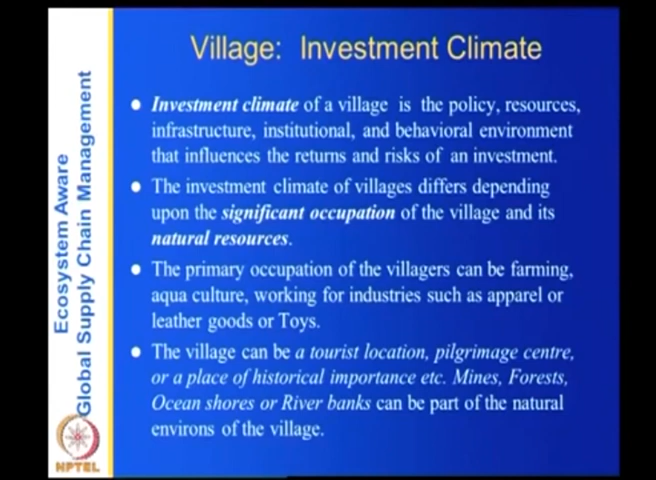 Village: Investment Climate
Investment climate of a village is the policy, resources,
infrastructure, institutional, and behavioral environment
that influences the returns and risks of an investment.
The investment climate of villages differs depending
upon the significant occupation of the village and its
natural resources.
The primary occupation of the villagers can be farming,
aqua culture, working for industries such as apparel or
leather goods or Toys.
The village can be a tourist location, pilgrimage centre,
or a place of historical importance etc. Mines, Forests,
Ocean shores or River banks can be part of the natural
environs of the village.
Ecosystem Aware
Global Supply Chain Management
NPTEL